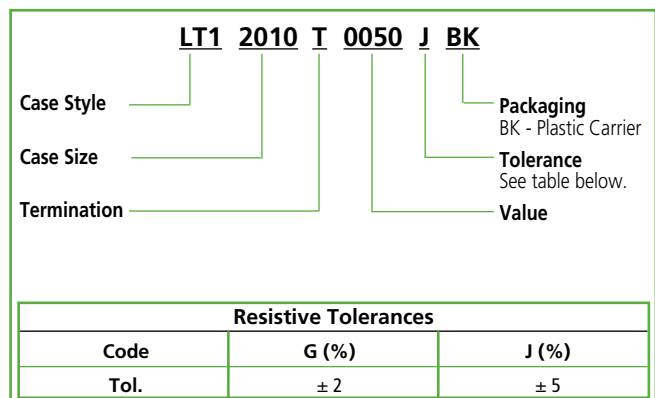 LT1 2010 T 0050 J BK
Case Style
Packaging
BK - Plastic Carrier
Case Size
Tolerance
See table below.
Termination
Value
Resistive Tolerances
Code G (%) J (%)
Tol. ± 2 ± 5